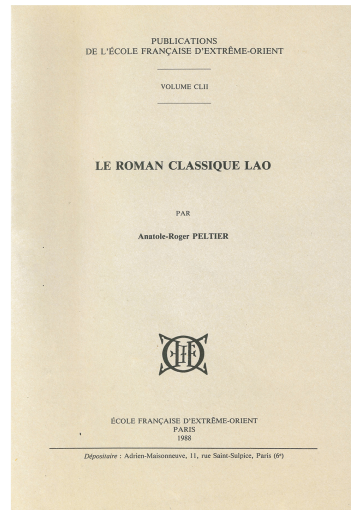 PUBLICATIONS
DE L'ÉCOLE FRANÇAISE D'EXTRÊME-ORIENT
VOLUME CLII
LE ROMAN CLASSIQUE LAO
PAR
Anatole-Roger PELTIER
ÉCOLE FRANÇAISE D'EXTRÊME-ORIENT
PARIS
1988
Dépositaire : Adrien-Maisonneuve, 11, rue Saint-Sulpice, Paris (6e)